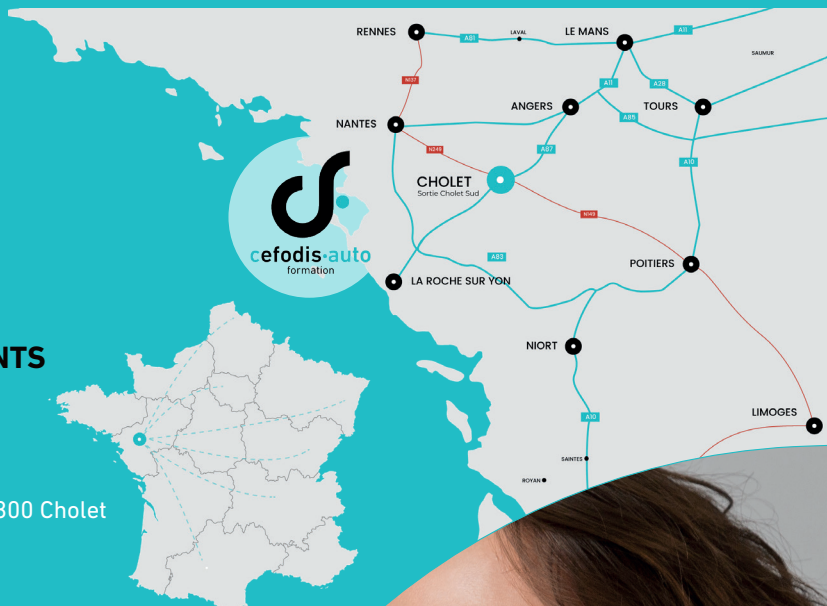 RENNES
A81
LAVAL
LE MANS
A11
SAUMUR
N137
A11
A28
ANGERS
TOURS
A85
NANTES
N249
A87
A10
CHOLET
Sortie Cholet Sud
N149
cefodis·auto
formation
A83
POITIERS
LA ROCHE SUR YON
NIORT
NTS
LIMOGES
A10
SAINTES
ROYAN
300 Cholet